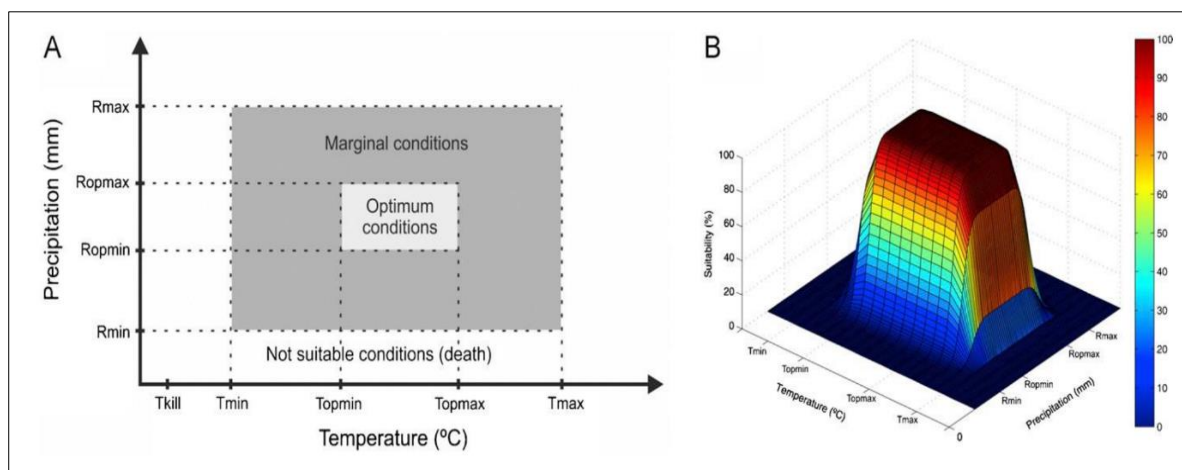 A
Precipitation (mm)
Rmax
Ropmax
Ropmin
Rmin
Marginal conditions
Optimum
conditions
Not suitable conditions (death)
Tkill
Tmin
Topmin
Topmax
Tmax
Temperature (ºC)
B
Suitability (%)
100
80
60
40
20
0
Tmin
Topmin
Topmax
Tmax
Temperature (ºC)
0
Rmin
Ropmin
Ropmax
Rmax
Precipitation (mm)
100
90
80
70
60
50
40
30
20
10
0